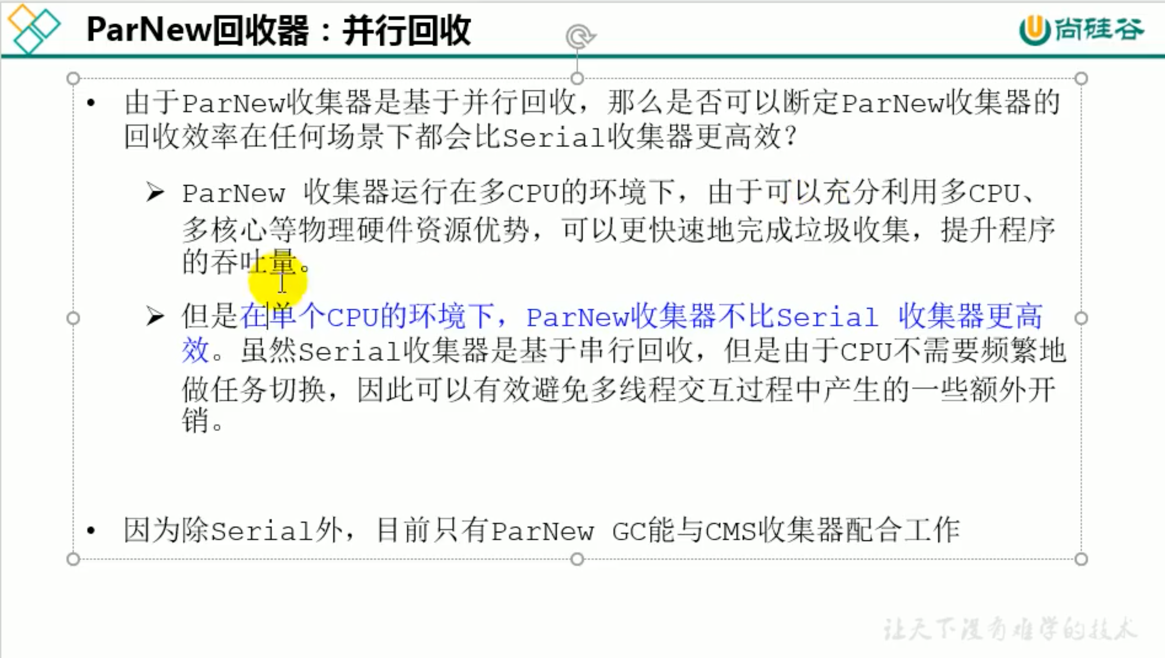 ParNew回收器：并行回收
尚硅谷
• 由于ParNew收集器是基于并行回收，那么是否可以断定ParNew收集器的
回收效率在任何场景下都会比Serial收集器更高效？
➢ ParNew 收集器运行在多CPU的环境下，由于可以充分利用多CPU、
多核心等物理硬件资源优势，可以更快速地完成垃圾收集，提升程序
的吞吐量。
➢ 但是在单个CPU的环境下，ParNew收集器不比Serial 收集器更高
效。虽然Serial收集器是基于串行回收，但是由于CPU不需要频繁地
做任务切换，因此可以有效避免多线程交互过程中产生的一些额外开
销。
• 因为除Serial外，目前只有ParNew GC能与CMS收集器配合工作
让天下没有难学的技术